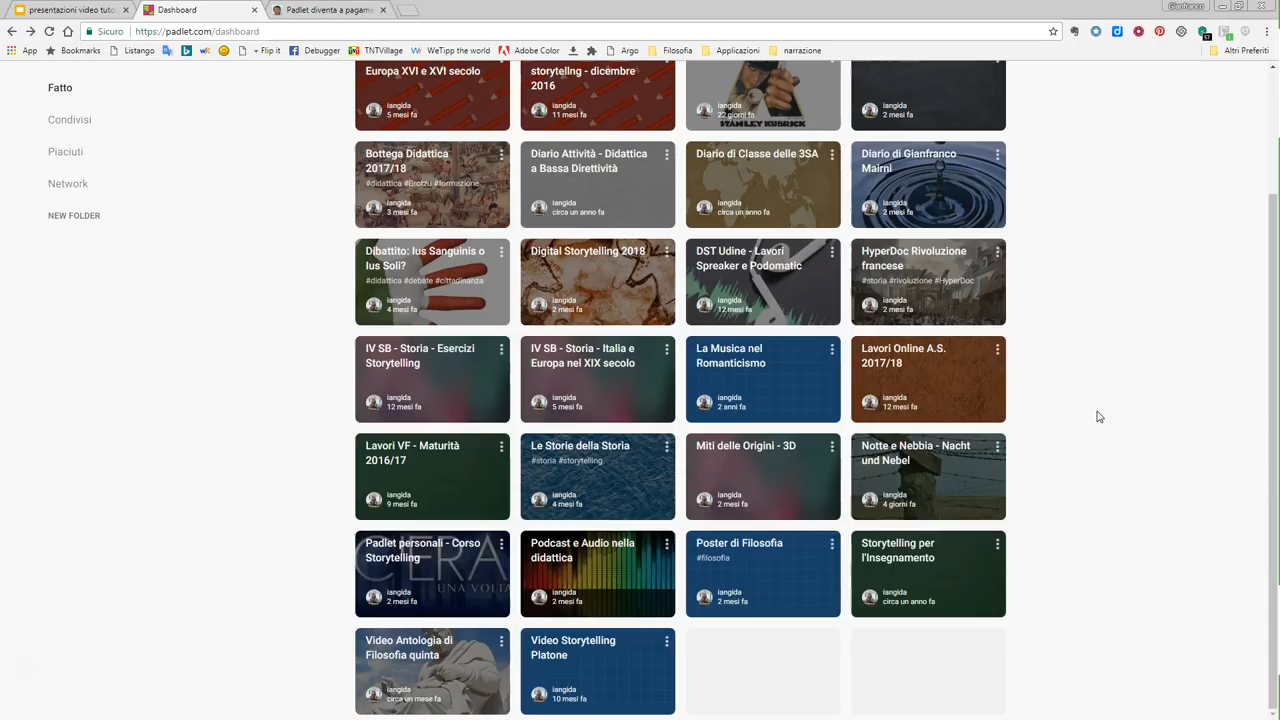 presentazioni video tuto
Dashboard
Padlet diventa a pagame
Gianfranco
Sicuro
https://padlet.com/dashboard
App
Bookmarks
Listango
+ Flip it
Debugger
TNTVillage
WeTipp the world
Adobe Color
Argo
Filosofia
Applicazioni
narrazione
Altri Preferiti
Fatto
Condivisi
Piaciuti
Network
NEW FOLDER
Europa XVI e XVI secolo
iangida
5 mesi fa
storytellng - dicembre
2016
iangida
11 mesi fa
iangida
22 giorni fa
STANLEY KUBRICK
iangida
2 mesi fa
Bottega Didattica
2017/18
#didattica #Brotzu #formazione
iangida
3 mesi fa
Diario Attività - Didattica
a Bassa Direttività
iangida
circa un anno fa
Diario di Classe delle 3SA
iangida
circa un anno fa
Diario di Gianfranco
Mairni
iangida
2 mesi fa
Dibattito: Ius Sanguinis o
Ius Soli?
#didattica #debate #cittadinanza
iangida
4 mesi fa
Digital Storytelling 2018
iangida
2 mesi fa
DST Udine - Lavori
Spreaker e Podomatic
iangida
12 mesi fa
HyperDoc Rivoluzione
francese
#storia #rivoluzione #HyperDoc
iangida
2 mesi fa
IV SB - Storia - Esercizi
Storytelling
iangida
12 mesi fa
IV SB - Storia - Italia e
Europa nel XIX secolo
iangida
5 mesi fa
La Musica nel
Romanticismo
iangida
2 anni fa
Lavori Online A.S.
2017/18
iangida
12 mesi fa
Lavori VF - Maturità
2016/17
iangida
9 mesi fa
Le Storie della Storia
#storia #storytelling
iangida
4 mesi fa
Miti delle Origini - 3D
iangida
2 mesi fa
Notte e Nebbia - Nacht
und Nebel
iangida
4 giorni fa
Padlet personali - Corso
Storytelling
C'ERA
UNA VOLTA
iangida
2 mesi fa
Podcast e Audio nella
didattica
iangida
2 mesi fa
Poster di Filosofia
#filosofia
iangida
2 mesi fa
Storytelling per
l'Insegnamento
iangida
circa un anno fa
Video Antologia di
Filosofia quinta
iangida
circa un mese fa
Video Storytelling
Platone
iangida
10 mesi fa